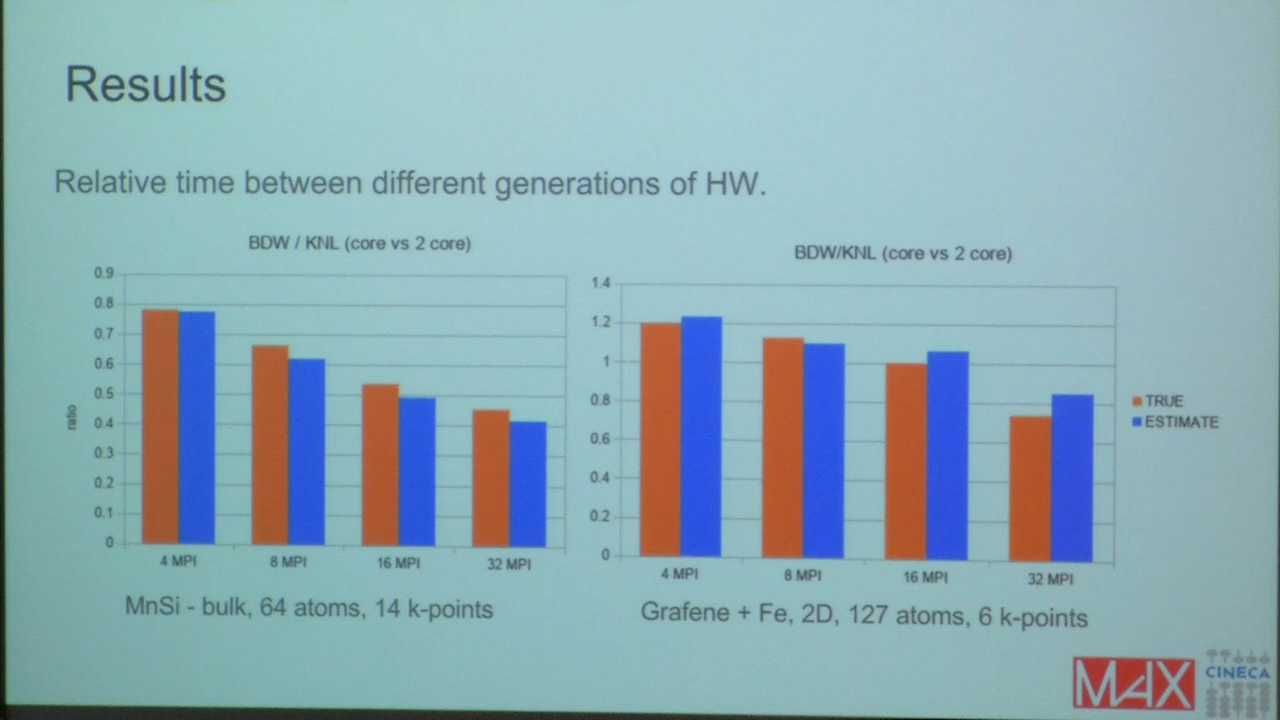 Results
Relative time between different generations of HW.
BDW / KNL (core vs 2 core)
0.9
0.8
0.7
0.6
0.5
0.4
0.3
0.2
0.1
0
ratio
4 MPI
8 MPI
16 MPI
32 MPI
MnSi - bulk, 64 atoms, 14 k-points
BDW/KNL (core vs 2 core)
1.4
1.2
1
0.8
0.6
0.4
0.2
0
4 MPI
8 MPI
16 MPI
32 MPI
TRUE
ESTIMATE
Grafene + Fe, 2D, 127 atoms, 6 k-points
MAX
CINECA